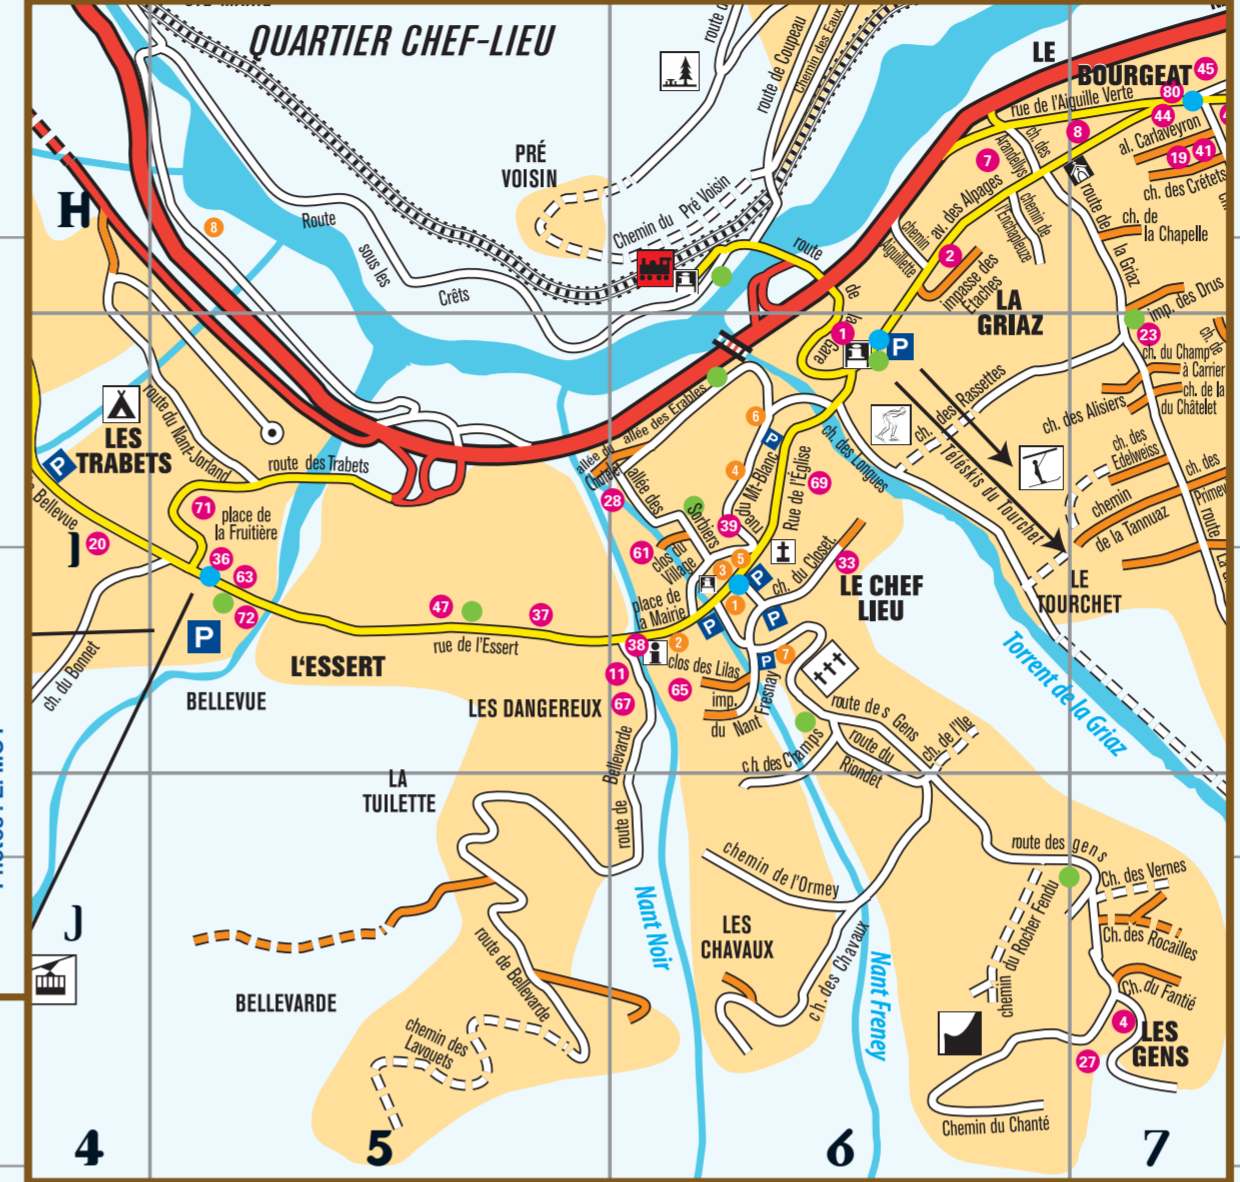 QUARTIER CHEF-LIEU
route de Coupeau
Chemin des Eaux
LE
BOURGEAT
45
80
rue de l'Aiguille Verte
44
8
al. Carlaveyron
19
41
ch. des Crêtets
7
ch. des
Arandellys
PRÉ
VOISIN
H
8
Route
sous les
Crêts
Chemin du Pré Voisin
route
de
la Gare
chemin
Aiguillette
av. des Alpages
chemin de
l'Enchapleuze
route de
la Griaz
ch. de
la Chapelle
2
impasse des
Étaches
LA
GRIAZ
imp. des Drus
23
1
P
ch. du Champ
à Carrier
ch. de la
du Châtelet
ch. de
ch. des Alisiers
ch. des Rassettes
Téléskis du Tourchet
ch. des
Edelweiss
chemin
de la Tannuaz
ch. des
route
LES
TRABETS
P
route du Nant-Jorland
route des Trabets
allée des Erables
allée du
allée des
Sorbiers
6
P
4
rue
du Mt-Blanc
Rue de l'Église
ch. des Longues
69
28
39
71
place de
la Fruitière
I
20
Bellevue
36
63
72
P
61
clos du
Village
3
5
P
ch. du Closet
33
LE CHEF
LIEU
LE
TOURCHET
place de
la Mairie
1
P
P
47
37
rue de l'Essert
38
2
clos des Lilas
P
7
L'ESSERT
BELLEVUE
ch. du Bonnet
LES DANGEREUX
11
67
65
imp.
du Nant Fresnay
route des Gens
ch. de l'Ile
route du
Riondet
ch. des Champs
Torrent de la Griaz
LA
TUILETTE
route de Bellevarde
route des gens
Ch. des Vernes
chemin de l'Ormey
J
Nant Noir
LES
CHAVAUX
ch. des Chavaux
Nant Freney
chemin du Rocher Fendu
Ch. des Rocailles
Ch. du Fantié
BELLEVARDE
route de Bellevarde
chemin des
Lavouets
4
LES
GENS
27
Chemin du Chanté
4
5
6
7